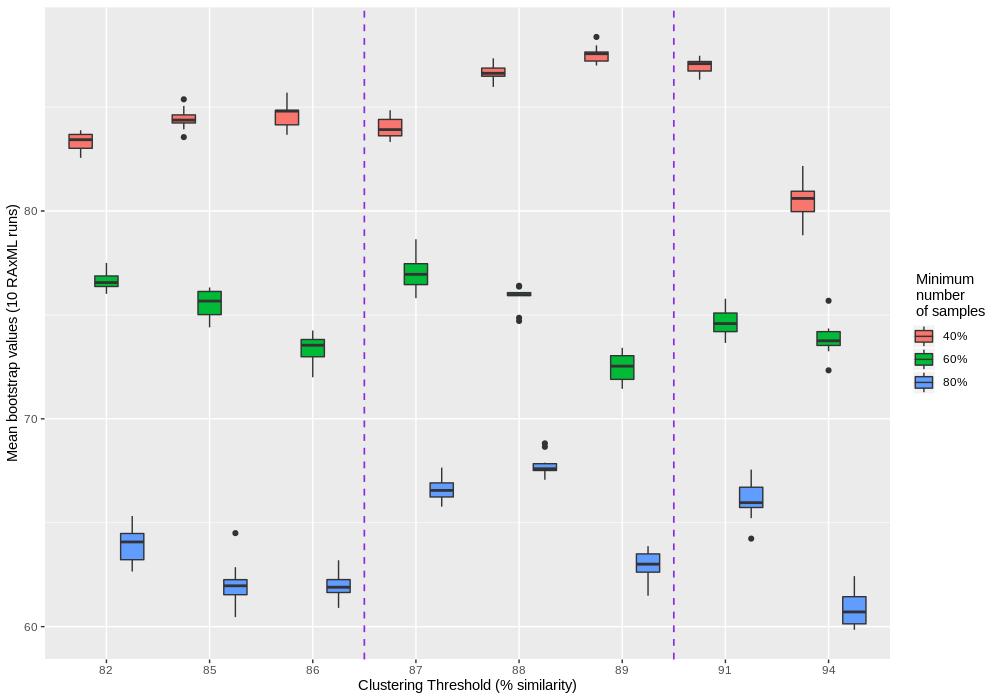 Mean bootstrap values (10 RAxML runs)
80
70
60
82 85 86 87 88 89 91 94
Clustering Threshold (% similarity)
Minimum
number
of samples
40%
60%
80%